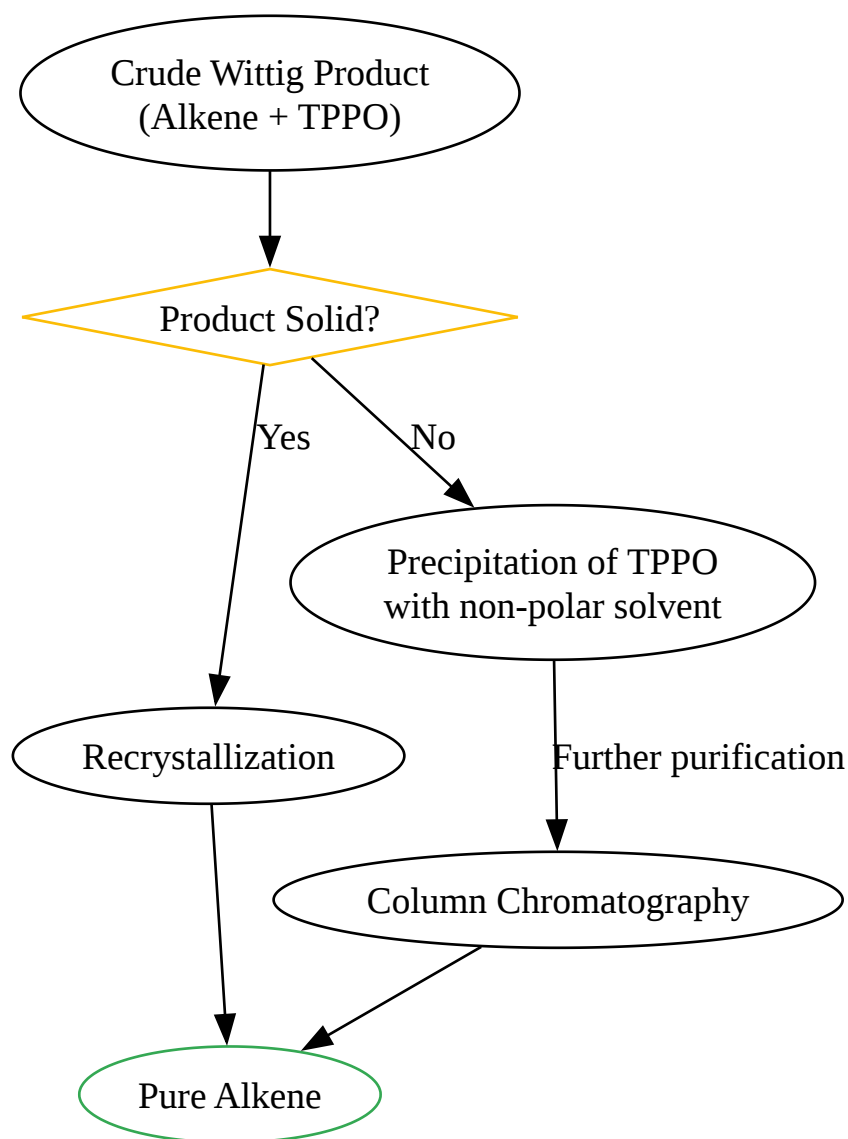 Crude Wittig Product
(Alkene + TPPO)
Product Solid?
Yes
No
Precipitation of TPPO
with non-polar solvent
Recrystallization
Further purification
Column Chromatography
Pure Alkene